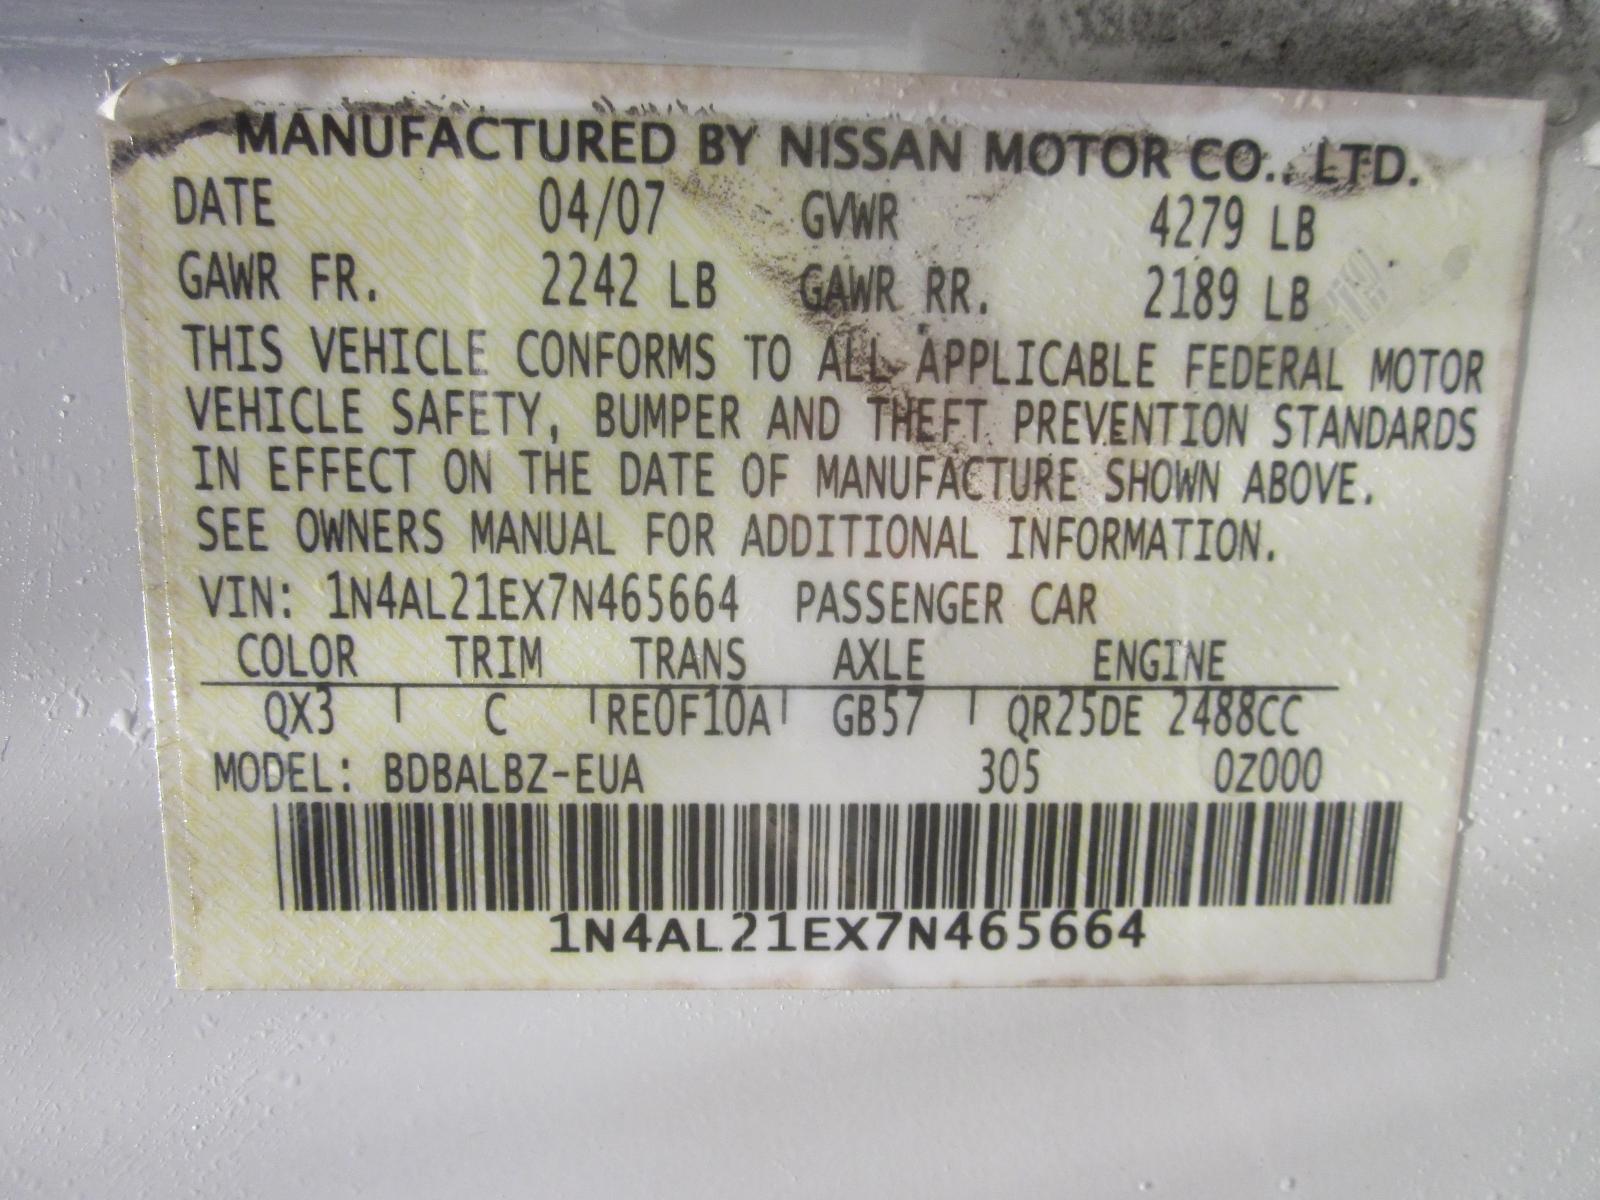 MANUFACTURED BY NISSAN MOTOR CO., LTD.
DATE 04/07 GVWR 4279 LB
GAWR FR. 2242 LB GAWR RR. 2189 LB
THIS VEHICLE CONFORMS TO ALL APPLICABLE FEDERAL MOTOR
VEHICLE SAFETY, BUMPER AND THEFT PREVENTION STANDARDS
IN EFFECT ON THE DATE OF MANUFACTURE SHOWN ABOVE.
SEE OWNERS MANUAL FOR ADDITIONAL INFORMATION.
VIN: 1N4AL21EX7N465664 PASSENGER CAR
COLOR TRIM TRANS AXLE ENGINE
QX3 C RE0F10A GB57 QR25DE 2488CC
MODEL: BDBALBZ-EUA 305 0Z000
1N4AL21EX7N465664